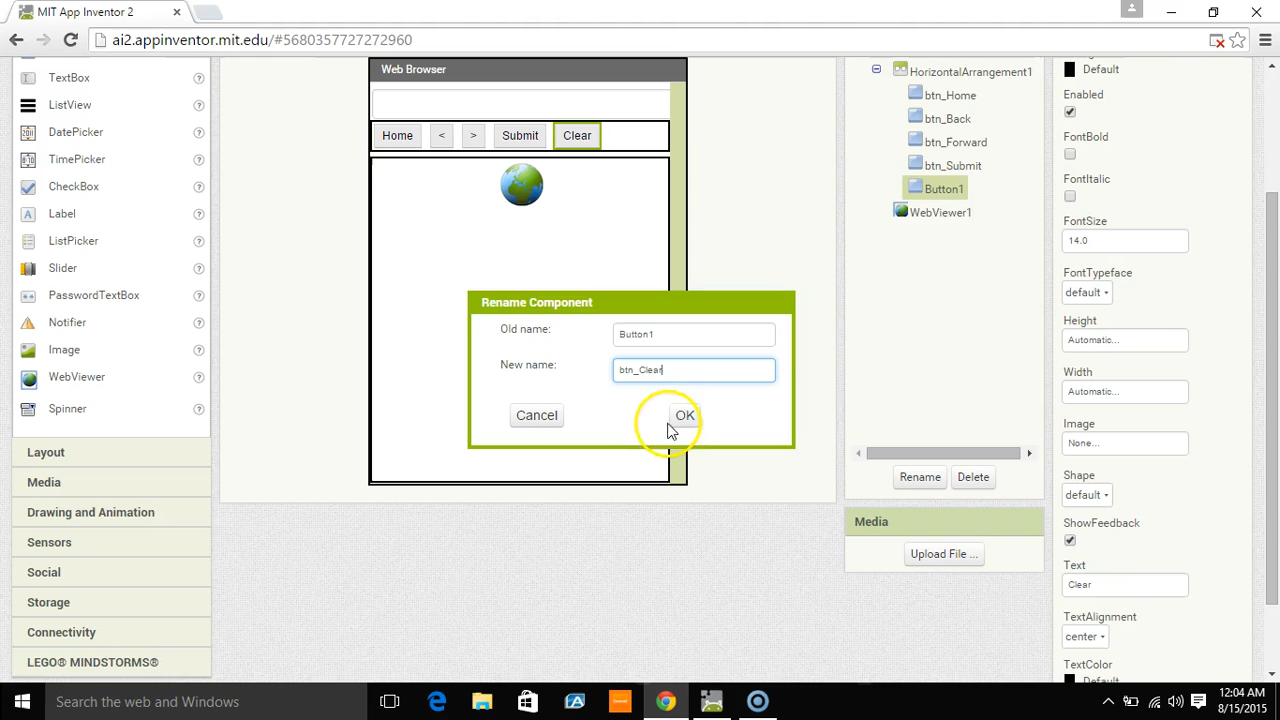 MIT App Inventor 2
ai2.appinventor.mit.edu/#5680357727272960
TextBox
ListView
DatePicker
TimePicker
CheckBox
Label
ListPicker
Slider
PasswordTextBox
Notifier
Image
WebViewer
Spinner
Layout
Media
Drawing and Animation
Sensors
Social
Storage
Connectivity
LEGO® MINDSTORMS®
Web Browser
Home < > Submit Clear
Rename Component
Old name: Button1
New name: btn_Clear
Cancel OK
HorizontalArrangement1
btn_Home
btn_Back
btn_Forward
btn_Submit
Button1
WebViewer1
Rename Delete
Media
Upload File ...
Default
Enabled
FontBold
FontItalic
FontSize
14.0
FontTypeface
default
Height
Automatic...
Width
Automatic...
Image
None...
Shape
default
ShowFeedback
Text
Clear
TextAlignment
center
TextColor
Default
Search the web and Windows
12:04 AM
8/15/2015